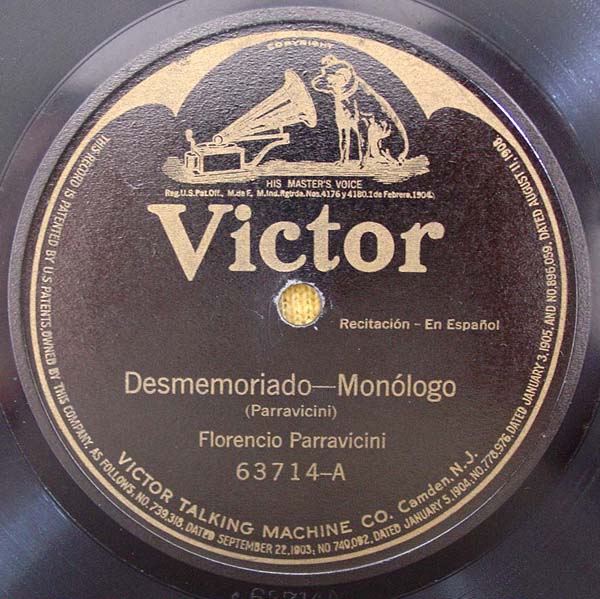 COPYRIGHT
HIS MASTER'S VOICE
Reg. U.S. Pat. Off., M. de F., M. Ind. Rgtrda. Nos. 4176 y 4180. 1 de Febrera, 1904.
Victor
Recitación - En Español
Desmemoriado—Monólogo
(Parravicini)
Florencio Parravicini
63714-A
VICTOR TALKING MACHINE CO. Camden, N.J.
THIS RECORD IS PATENTED BY U.S. PATENTS, OWNED BY THIS COMPANY, AS FOLLOWS, NO. 739,318, DATED SEPTEMBER 22, 1903; NO 749,092, DATED JANUARY 5, 1904; NO. 778,976, DATED JANUARY 3, 1905, AND NO. 896,059, DATED AUGUST 11, 1908.